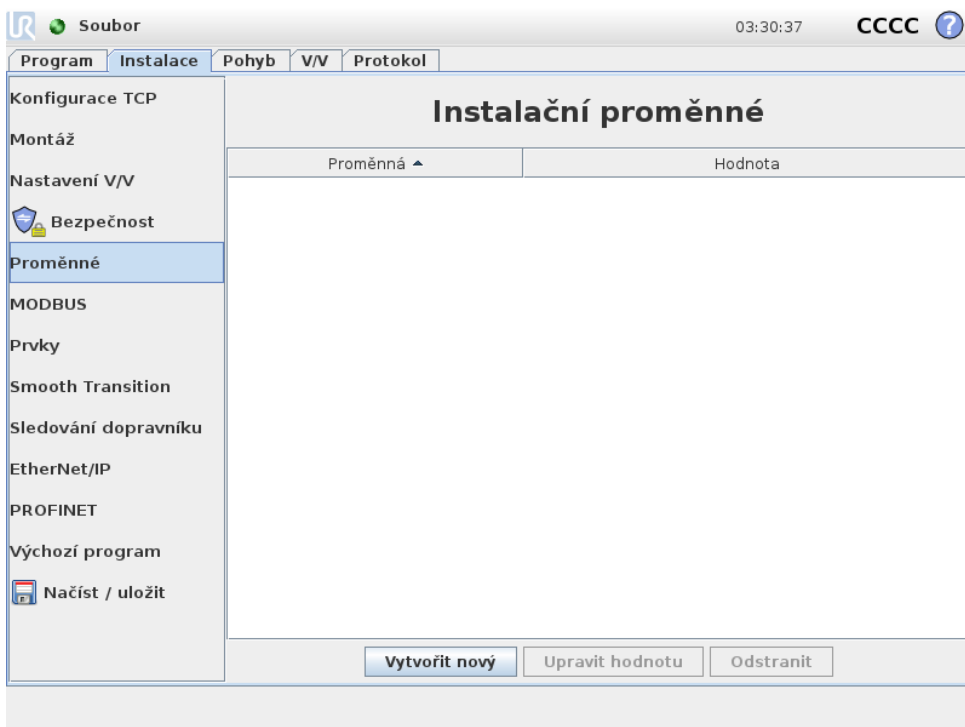 UR Soubor 03:30:37 CCCC ?
Program Instalace Pohyb V/V Protokol
Konfigurace TCP
Montáž
Nastavení V/V
Bezpečnost
Proměnné
MODBUS
Prvky
Smooth Transition
Sledování dopravníku
EtherNet/IP
PROFINET
Výchozí program
Načíst / uložit
Instalační proměnné
Proměnná Hodnota
Vytvořit nový Upravit hodnotu Odstranit